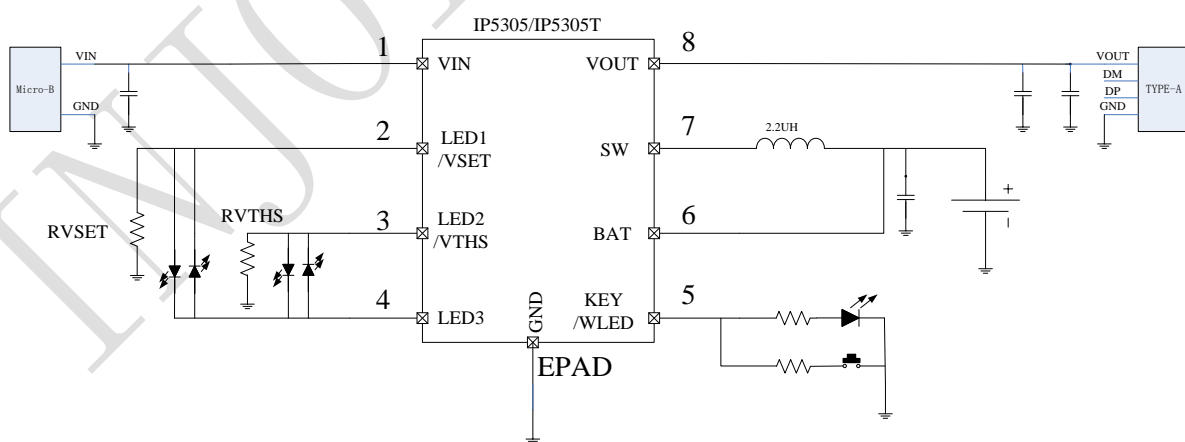 IP5305/IP5305T
1
8
VIN
VIN
VOUT
VOUT
Micro-B
DM
TYPE-A
DP
GND
GND
2
7
2.2UH
LED1
/VSET
SW
RVSET
RVTHS
3
6
LED2
/VTHS
BAT
+
-
4
5
LED3
KEY
/WLED
GND
EPAD
INJO